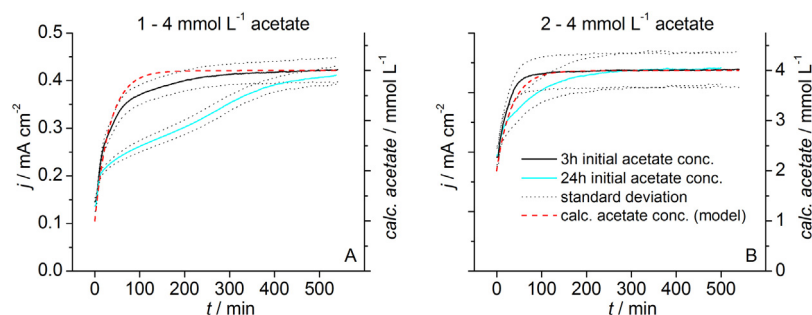 1 - 4 mmol L⁻¹ acetate
2 - 4 mmol L⁻¹ acetate
0.5
0.4
0.3
0.2
0.1
0.0
j / mA cm⁻²
4
3
2
1
0
calc. acetate / mmol L⁻¹
A
0 100 200 300 400 500
t / min
j / mA cm⁻²
3h initial acetate conc.
24h initial acetate conc.
standard deviation
calc. acetate conc. (model)
4
3
2
1
0
calc. acetate / mmol L⁻¹
B
0 100 200 300 400 500
t / min